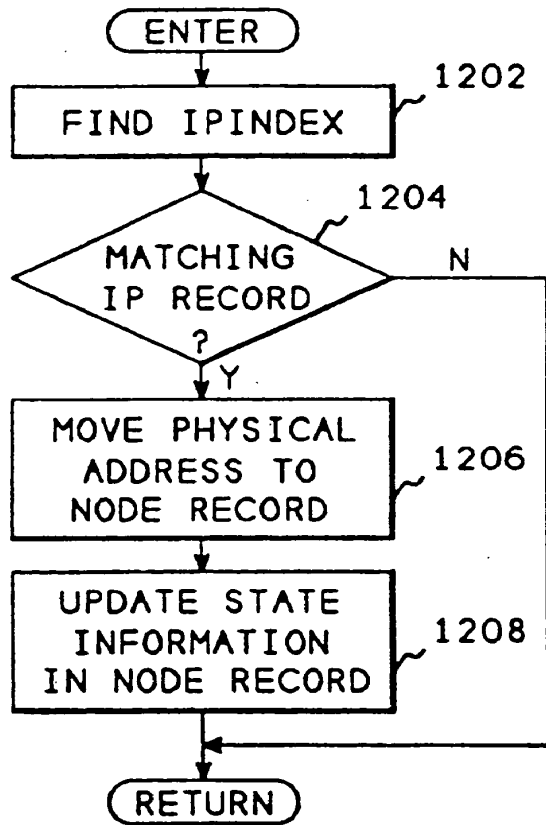 ENTER
1202
FIND IPINDEX
1204
MATCHING
IP RECORD
?
N
Y
MOVE PHYSICAL
ADDRESS TO
NODE RECORD
1206
UPDATE STATE
INFORMATION
IN NODE RECORD
1208
RETURN